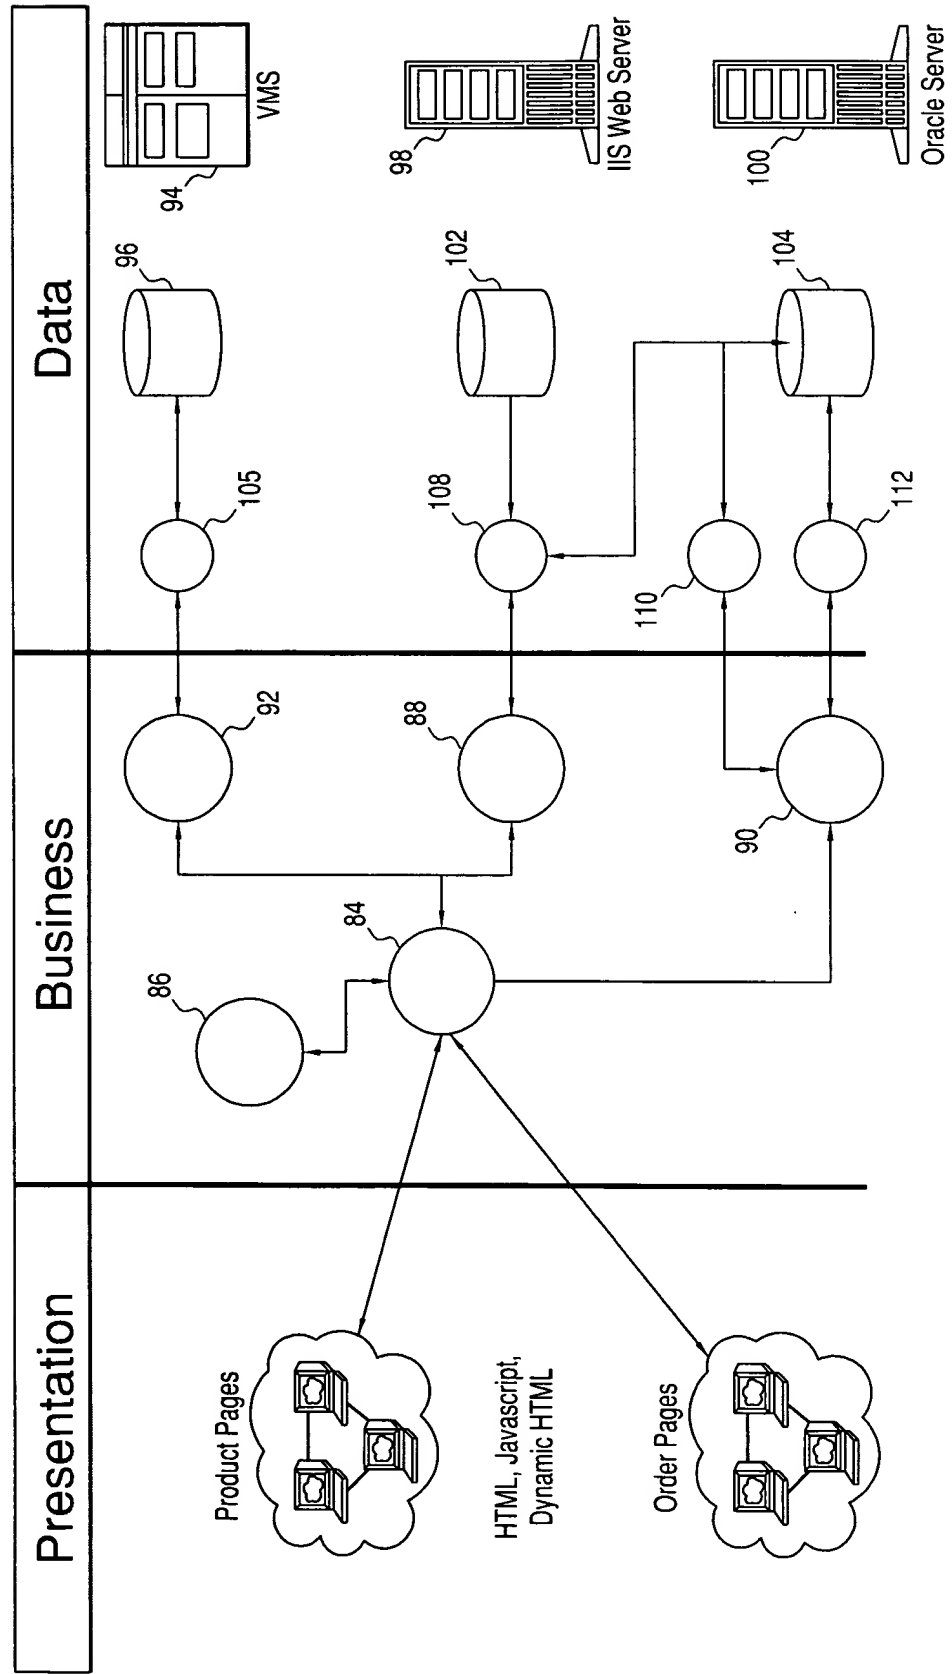 Presentation
Business
Data
Product Pages
HTML, Javascript,
Dynamic HTML
Order Pages
86
84
92
88
90
105
108
110
112
96
102
104
94
VMS
98
IIS Web Server
100
Oracle Server